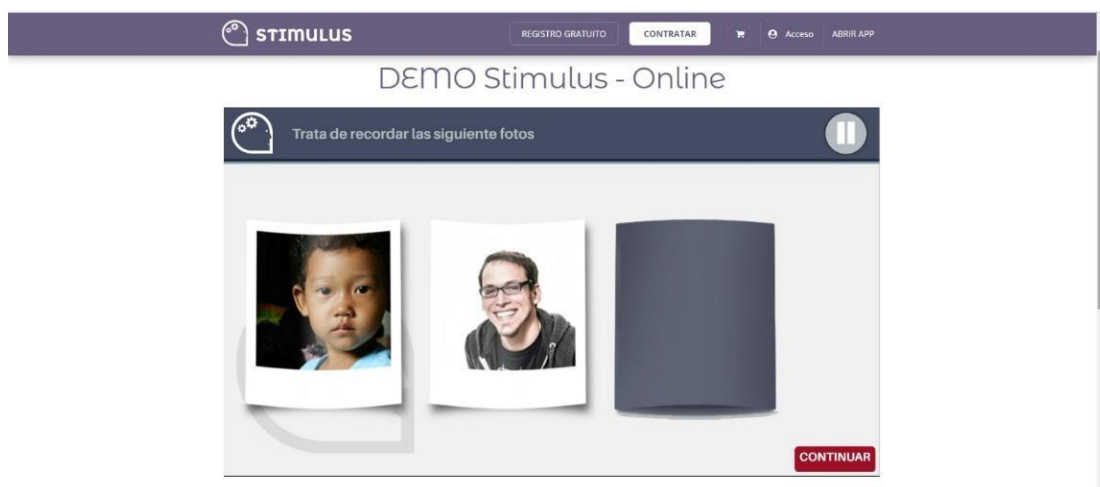 STIMULUS
REGISTRO GRATUITO CONTRATAR Acceso ABRIR APP
DEMO Stimulus - Online
Trata de recordar las siguiente fotos
CONTINUAR